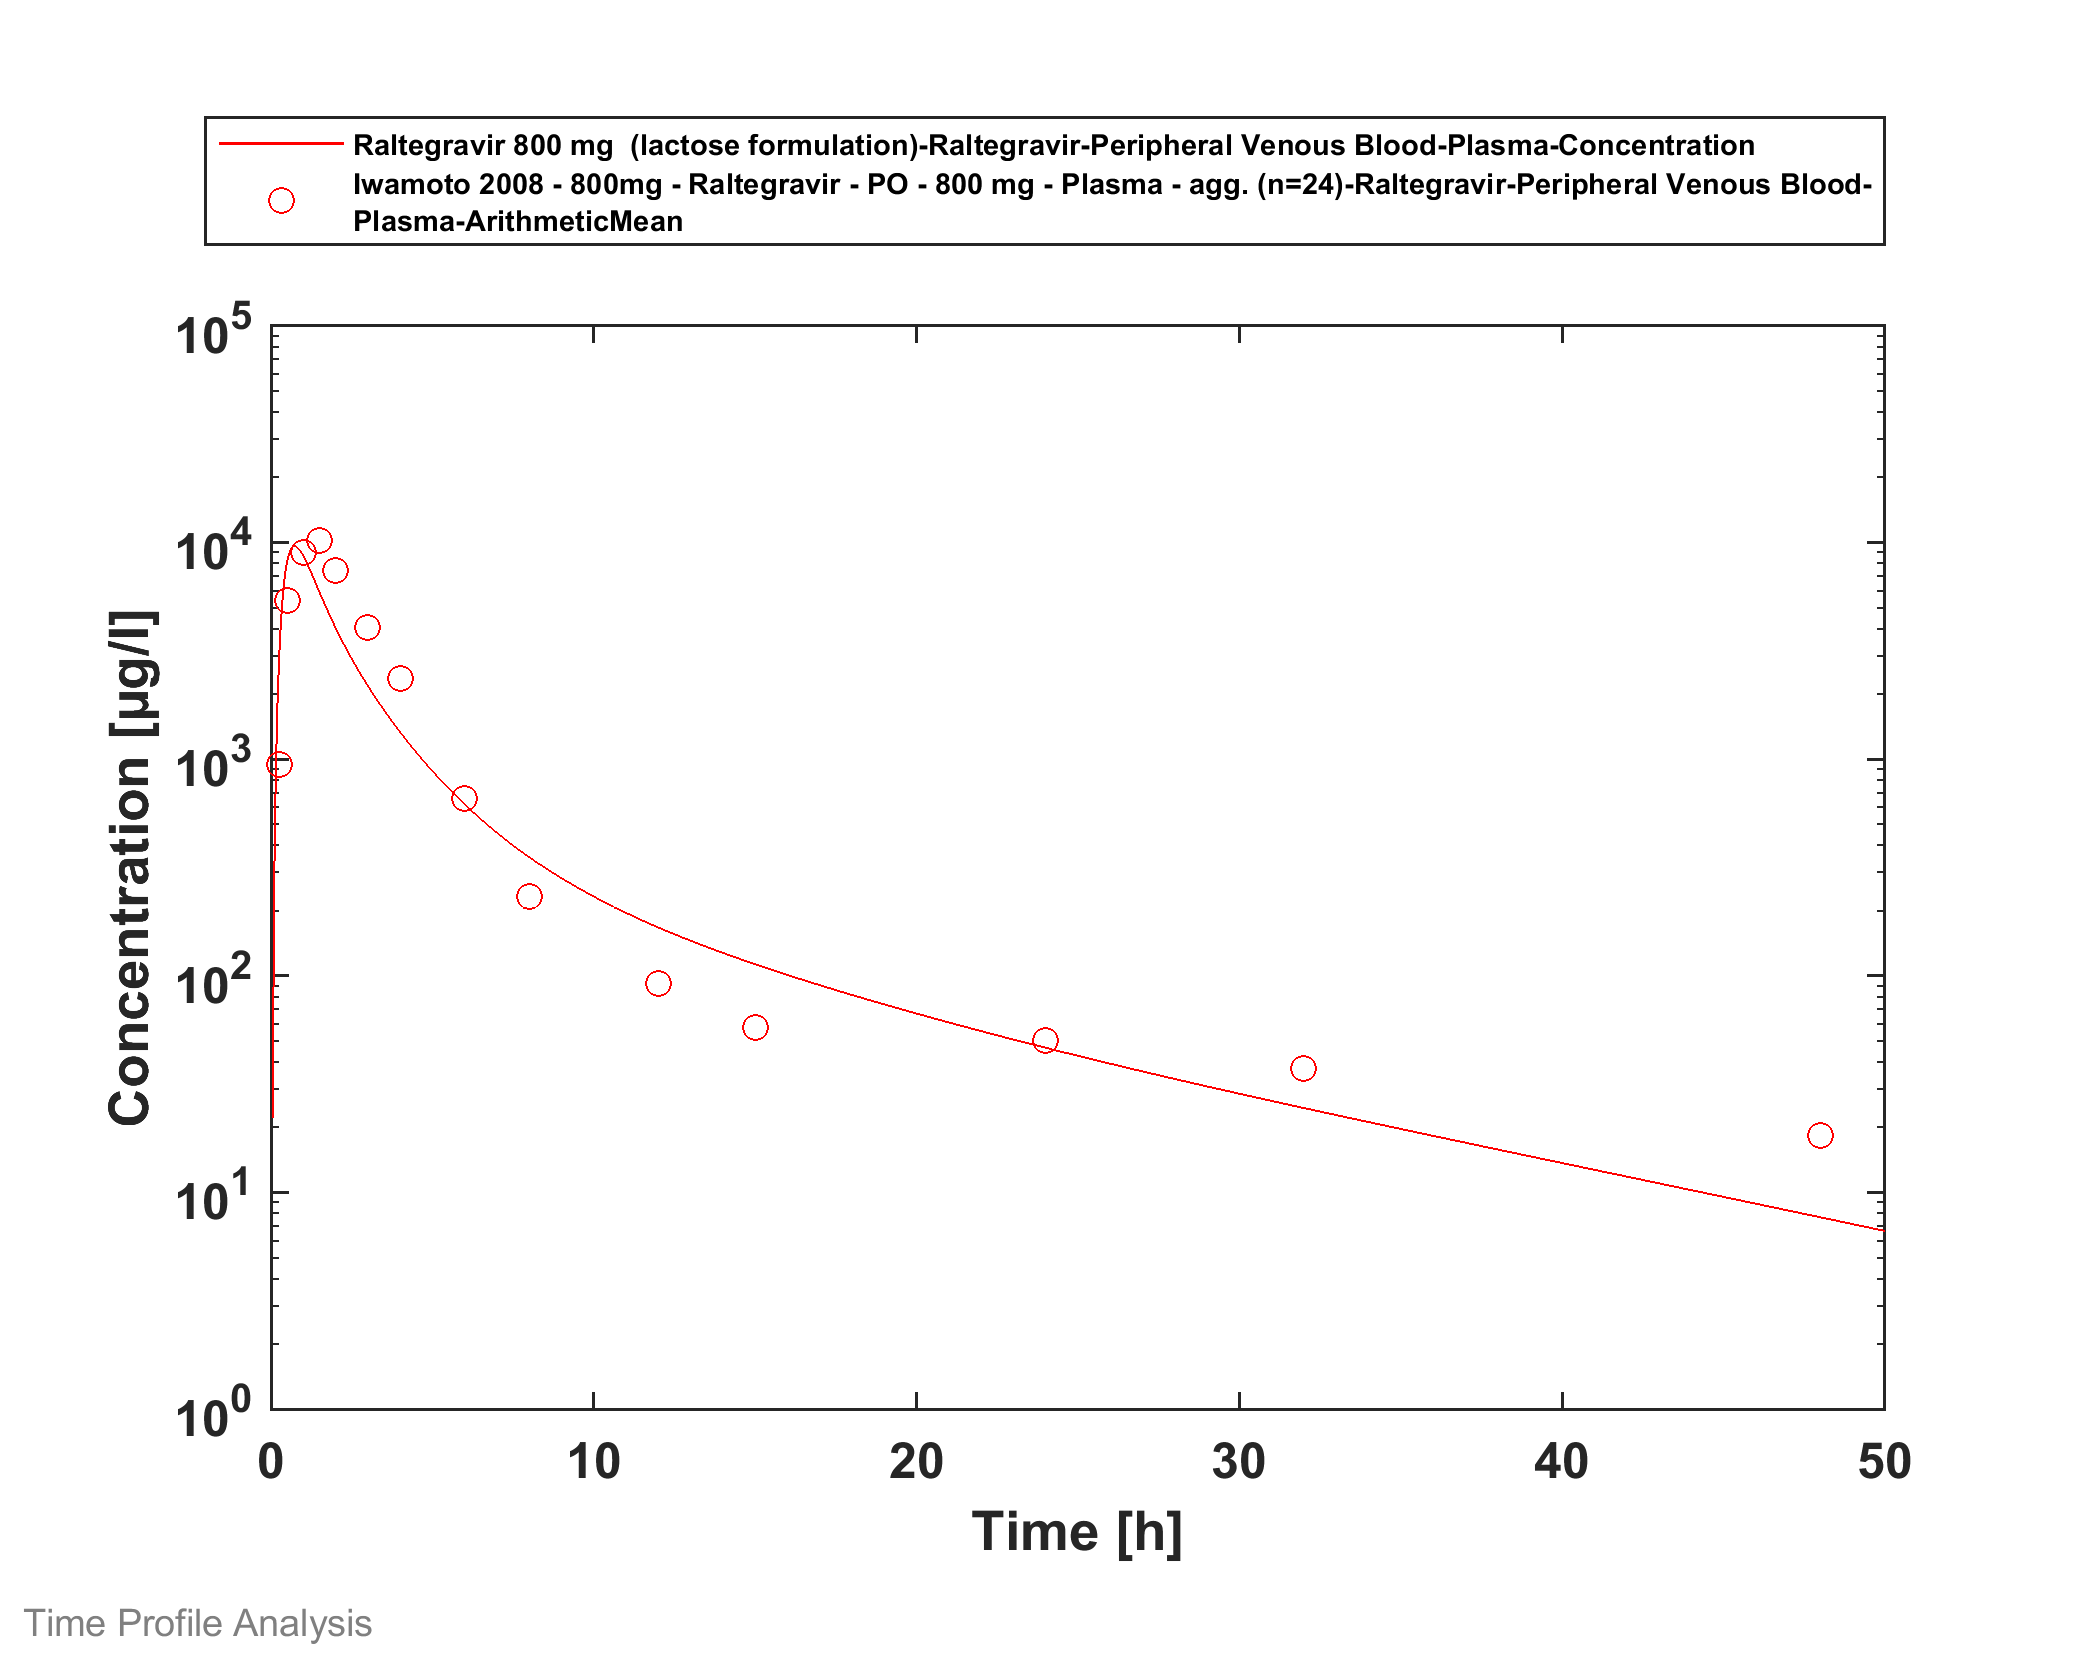 Raltegravir 800 mg  (lactose formulation)-Raltegravir-Peripheral Venous Blood-Plasma-Concentration
Iwamoto 2008 - 800mg - Raltegravir - PO - 800 mg - Plasma - agg. (n=24)-Raltegravir-Peripheral Venous Blood-
Plasma-ArithmeticMean
10^5
10^4
10^3
10^2
10^1
10^0
Concentration [µg/l]
0 10 20 30 40 50
Time [h]
Time Profile Analysis